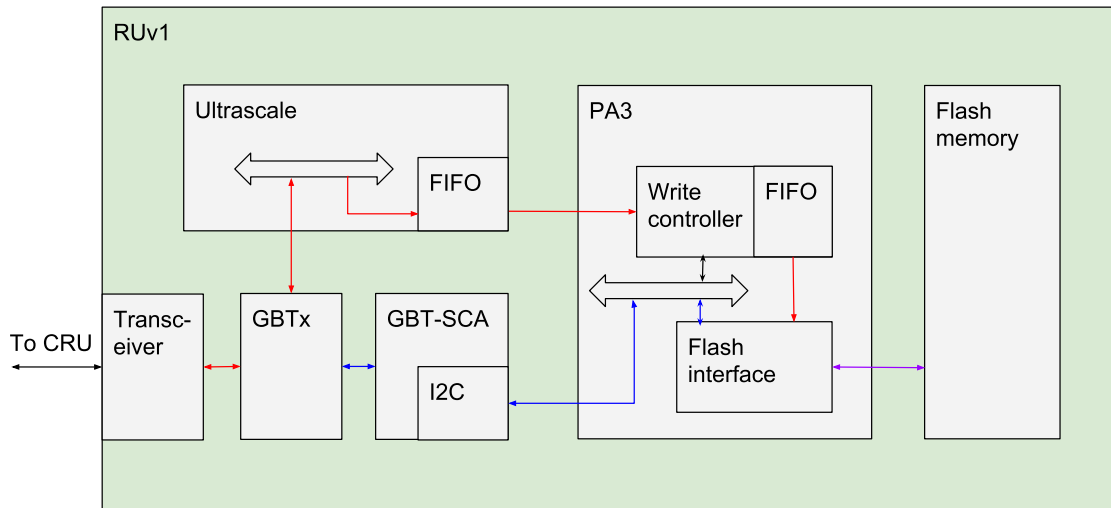 RUv1
Ultrascale
FIFO
PA3
Write
controller
FIFO
Flash
memory
To CRU
Transc-
eiver
GBTx
GBT-SCA
I2C
Flash
interface